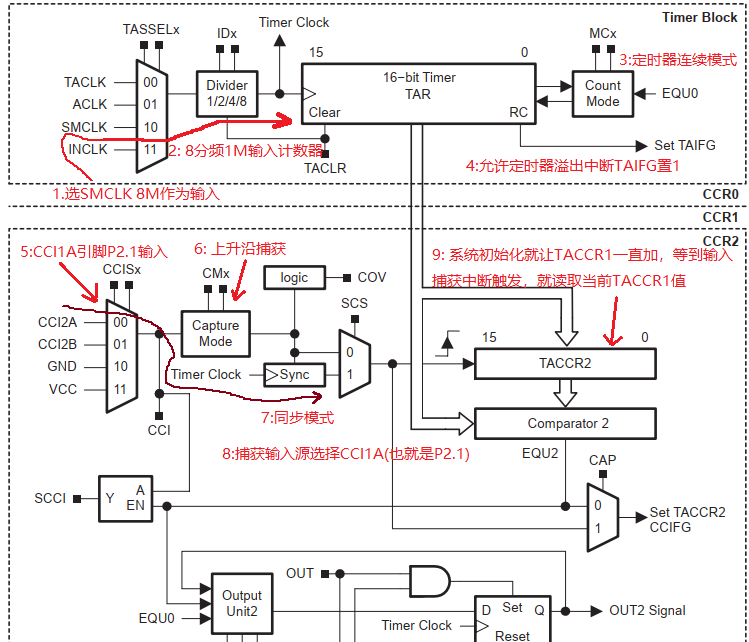 Timer Block
TASSELx
IDx
Timer Clock
15
0
MCx
3:定时器连续模式
TACLK
00
ACLK
01
SMCLK
10
INCLK
11
Divider
1/2/4/8
16−bit Timer
TAR
Clear
RC
Count
Mode
EQU0
Set TAIFG
2: 8分频1M输入计数器
TACLR
4：允许定时器溢出中断TAIFG置1
1.选SMCLK 8M作为输入
CCR0
CCR1
CCR2
5:CCI1A引脚P2.1输入
6：上升沿捕获
9：系统初始化就让TACCR1一直加，等到输入
捕获中断触发，就读取当前TACCR1值
CCISx
CMx
logic
COV
SCS
CCI2A
00
CCI2B
01
GND
10
VCC
11
Capture
Mode
Timer Clock
Sync
0
1
15
0
TACCR2
7:同步模式
CCI
8:捕获输入源选择CCI1A(也就是P2.1)
Comparator 2
EQU2
CAP
SCCI
Y
A
EN
0
1
Set TACCR2
CCIFG
OUT
Output
Unit2
EQU0
D
Set
Q
OUT2 Signal
Timer Clock
Reset